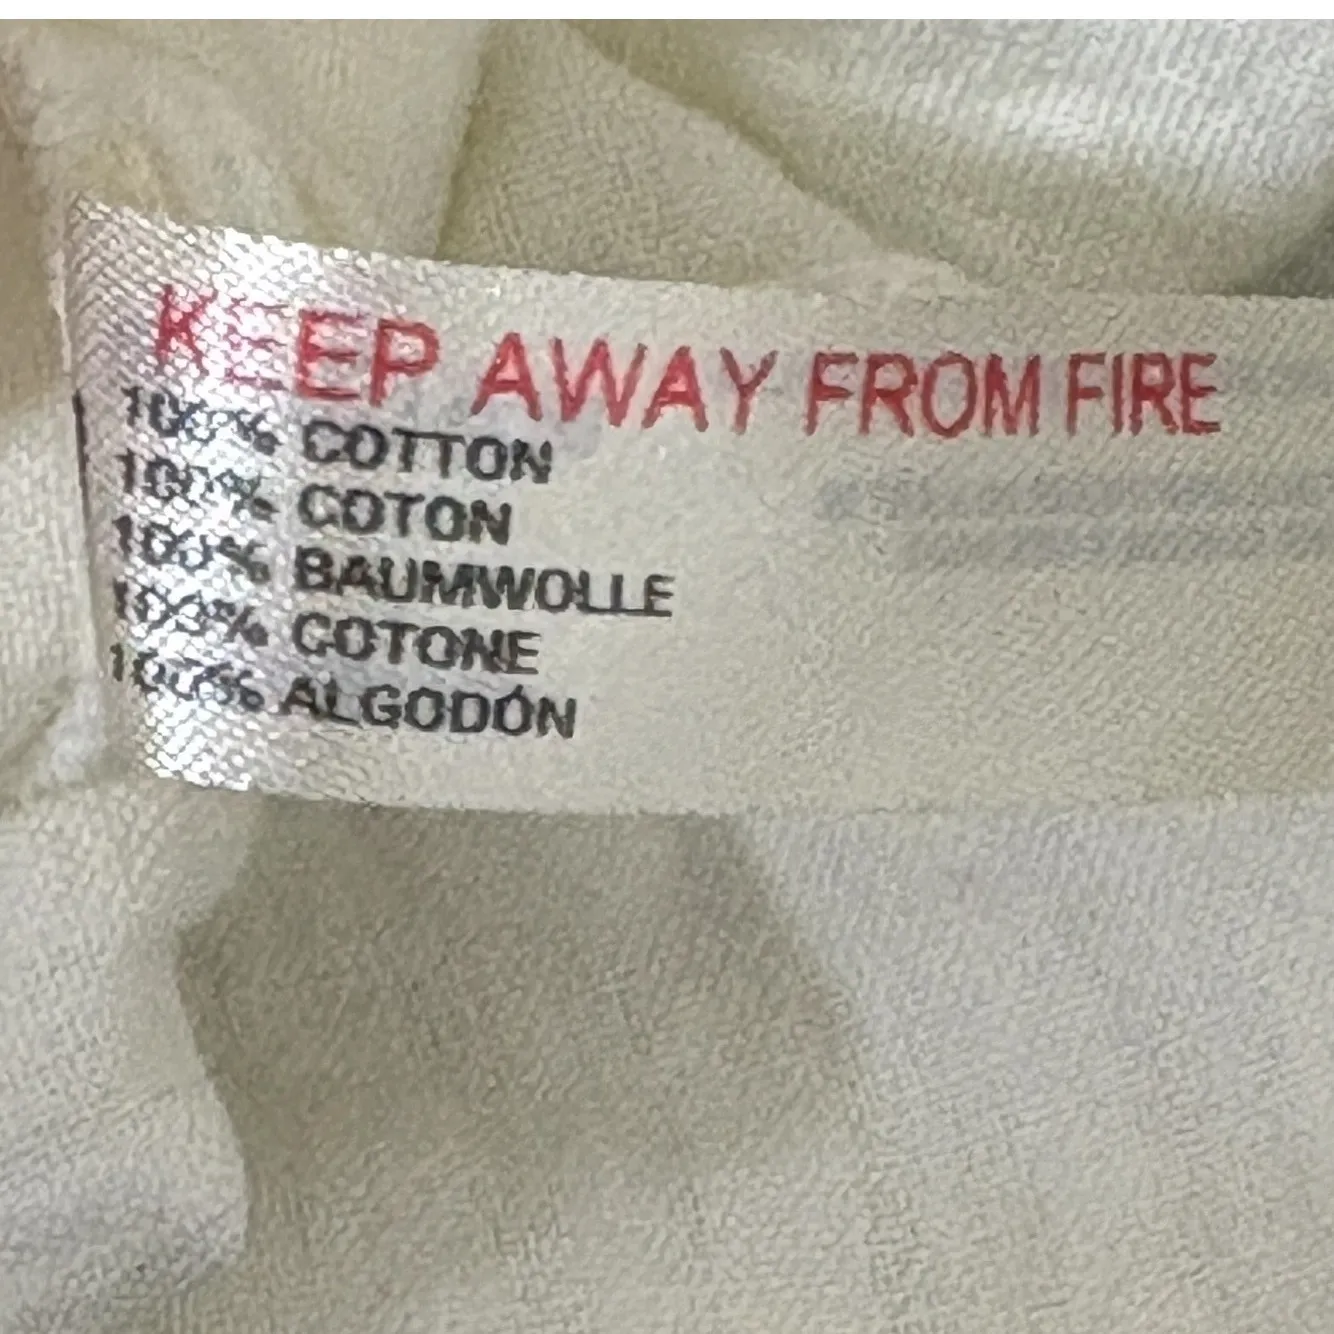 KEEP AWAY FROM FIRE
100% COTTON
100% COTON
100% BAUMWOLLE
100% COTONE
100% ALGODÓN